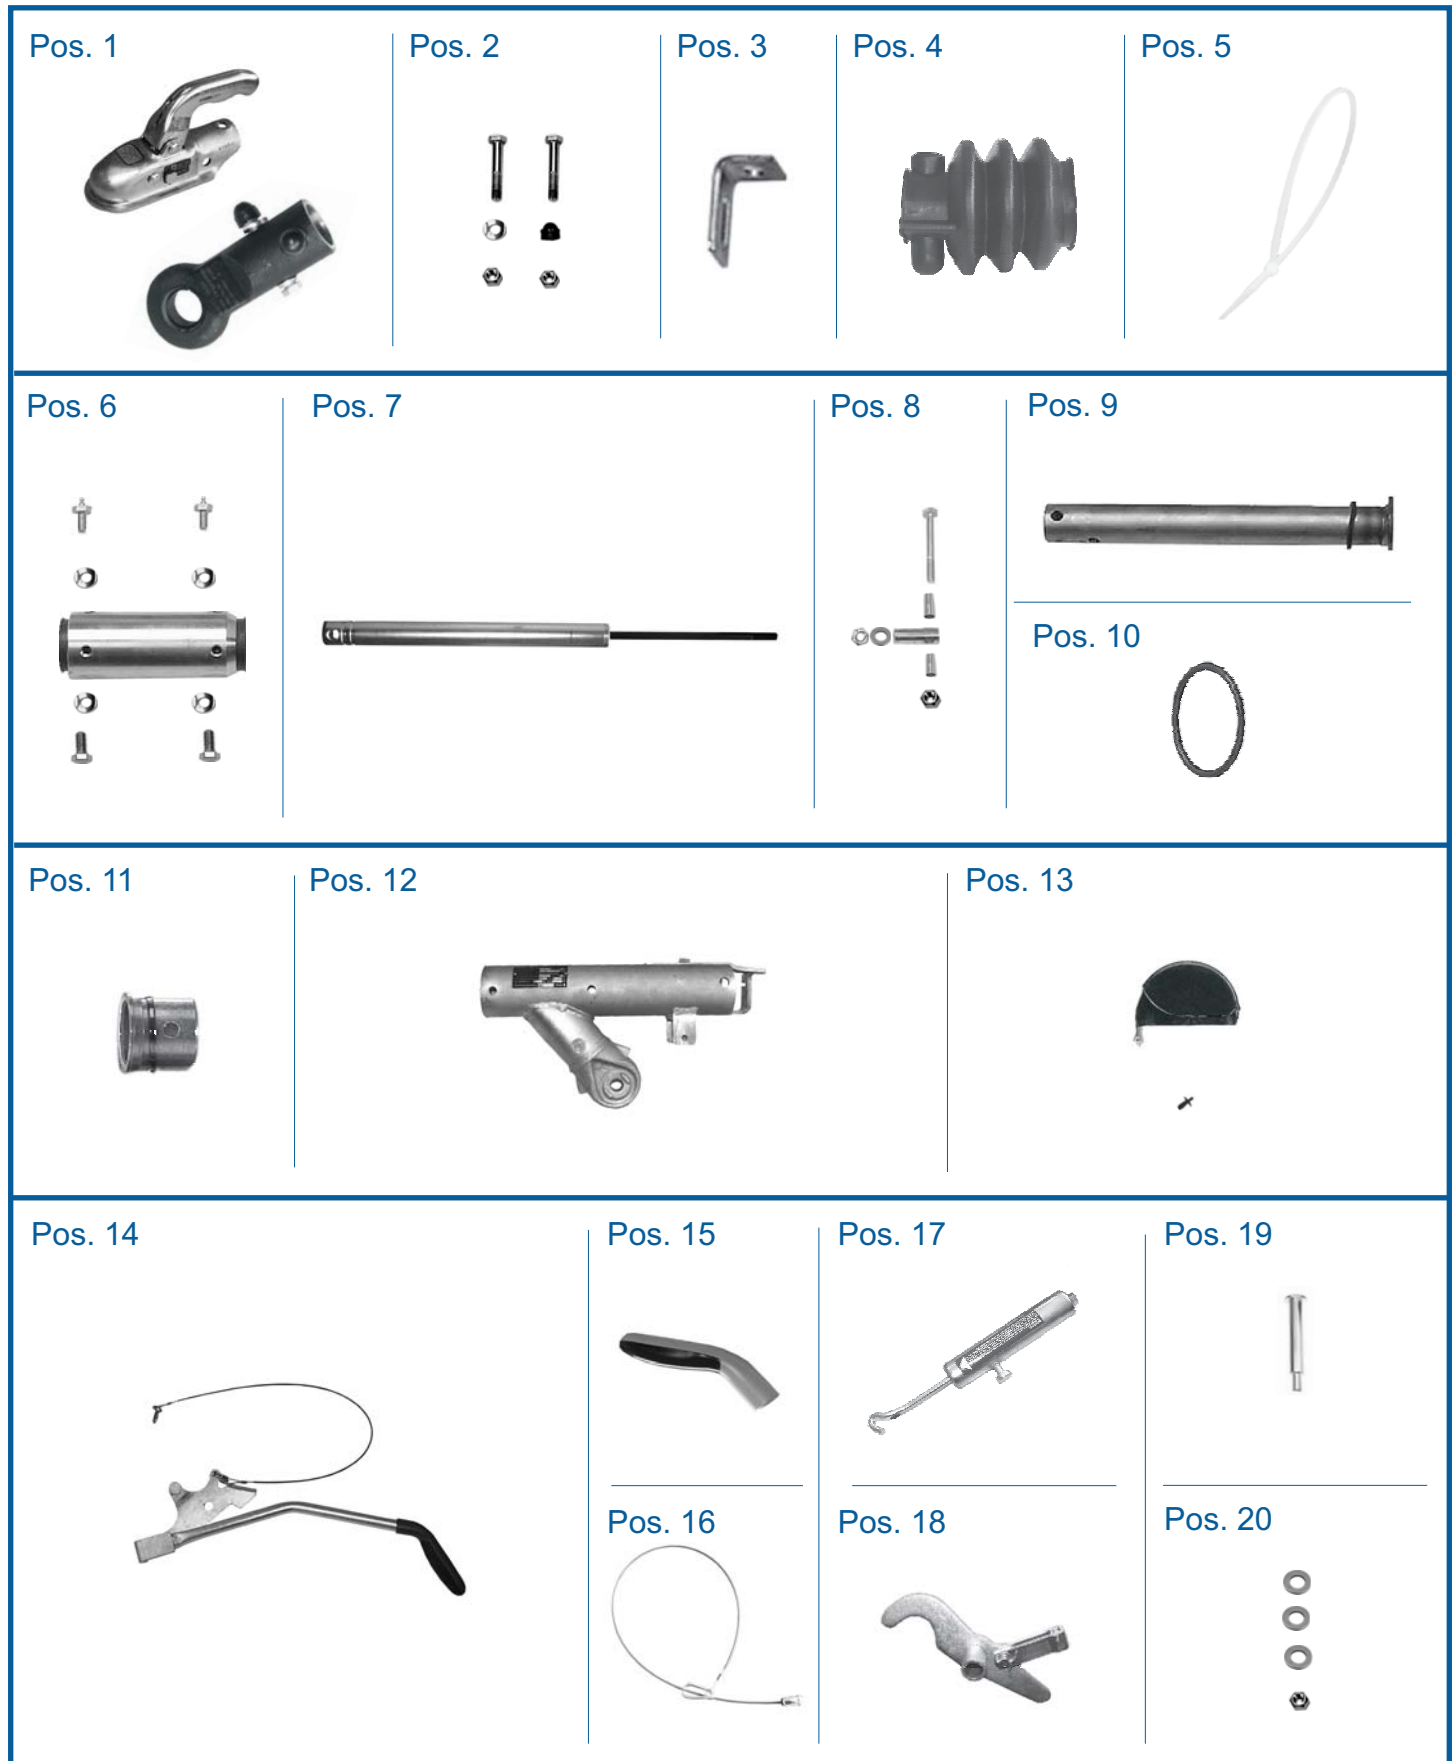 Pos. 1
Pos. 2
Pos. 3
Pos. 4
Pos. 5
Pos. 6
Pos. 7
Pos. 8
Pos. 9
Pos. 10
Pos. 11
Pos. 12
Pos. 13
Pos. 14
Pos. 15
Pos. 17
Pos. 19
Pos. 16
Pos. 18
Pos. 20